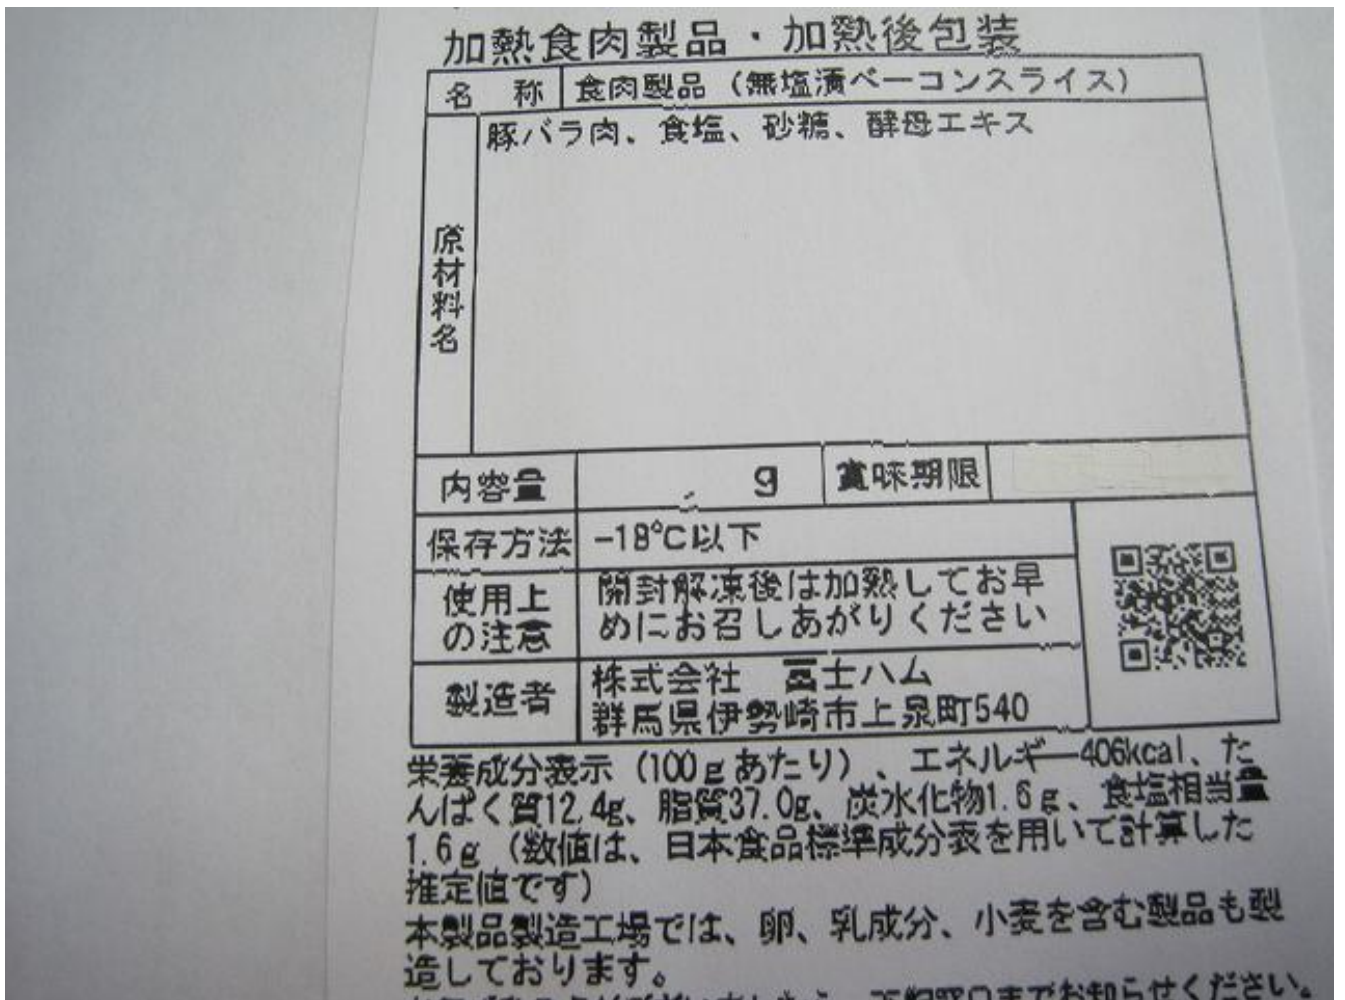 加熱食肉製品・加熱後包装
名 称 食肉製品（無塩漬ベーコンスライス）
原材料名 豚バラ肉、食塩、砂糖、酵母エキス
内容量 g 賞味期限
保存方法 -18℃以下
使用上の注意 開封解凍後は加熱してお早
めにお召しあがりください
製造者 株式会社 冨士ハム
群馬県伊勢崎市上泉町540
栄養成分表示（100gあたり）、エネルギー406kcal、た
んぱく質12.4g、脂質37.0g、炭水化物1.6g、食塩相当量
1.6g（数値は、日本食品標準成分表を用いて計算した
推定値です）
本製品製造工場では、卵、乳成分、小麦を含む製品も製
造しております。
までお知らせください。